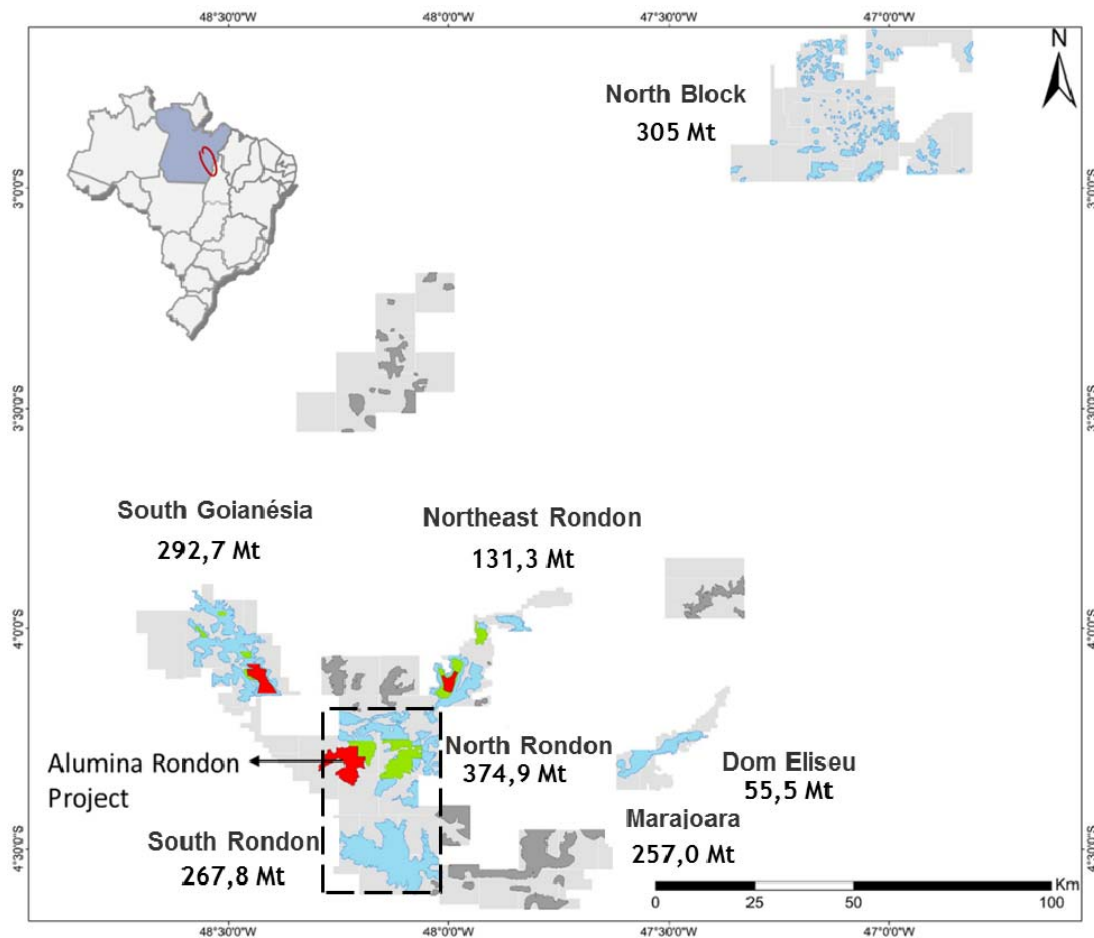 48°30'0"W
48°0'0"W
47°30'0"W
47°0'0"W
N
North Block
305 Mt
3°0'0"S
3°0'0"S
3°30'0"S
3°30'0"S
South Goianésia
292,7 Mt
Northeast Rondon
131,3 Mt
4°0'0"S
4°0'0"S
Alumina Rondon
Project
North Rondon
374,9 Mt
Dom Eliseu
55,5 Mt
South Rondon
267,8 Mt
Marajoara
257,0 Mt
4°30'0"S
4°30'0"S
Km
0
25
50
100
48°30'0"W
48°0'0"W
47°30'0"W
47°0'0"W